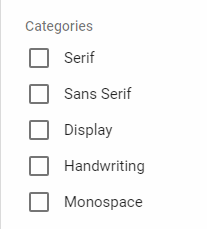 Categories
Serif
Sans Serif
Display
Handwriting
Monospace